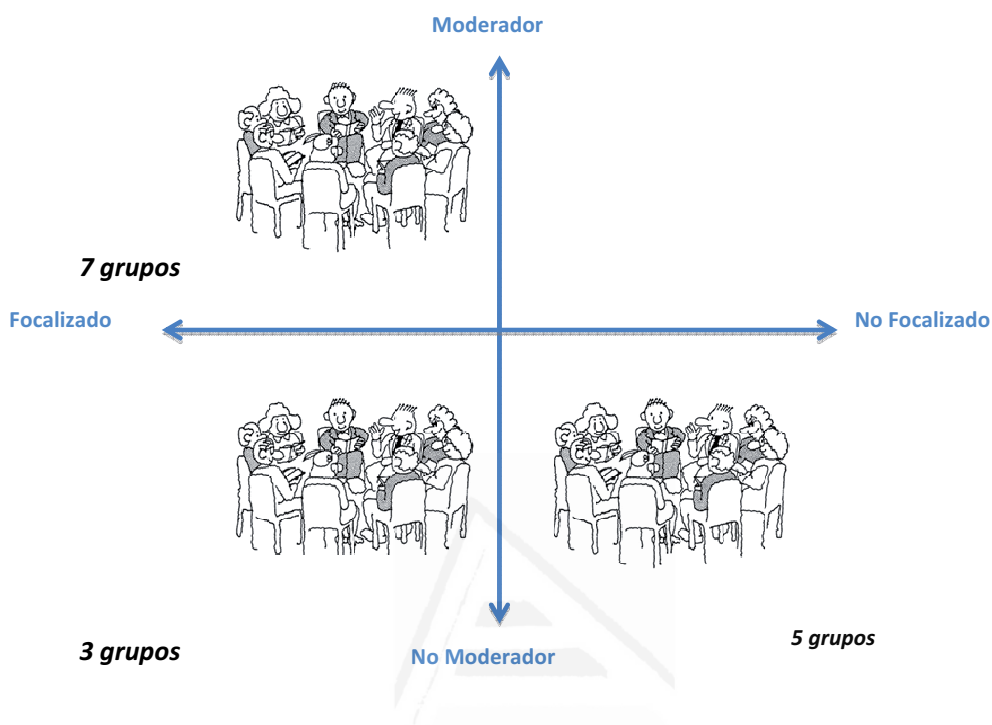 Moderador
7 grupos
Focalizado
No Focalizado
3 grupos
No Moderador
5 grupos